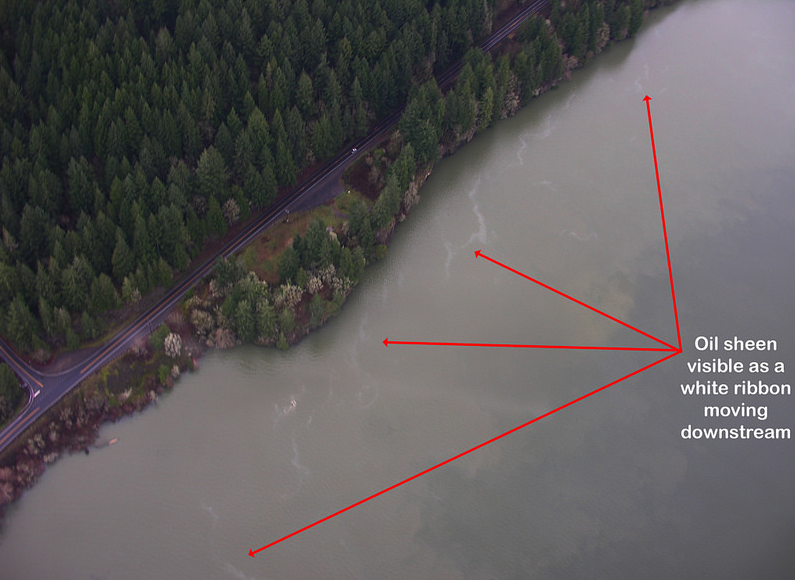 Oil sheen
visible as a
white ribbon
moving
downstream